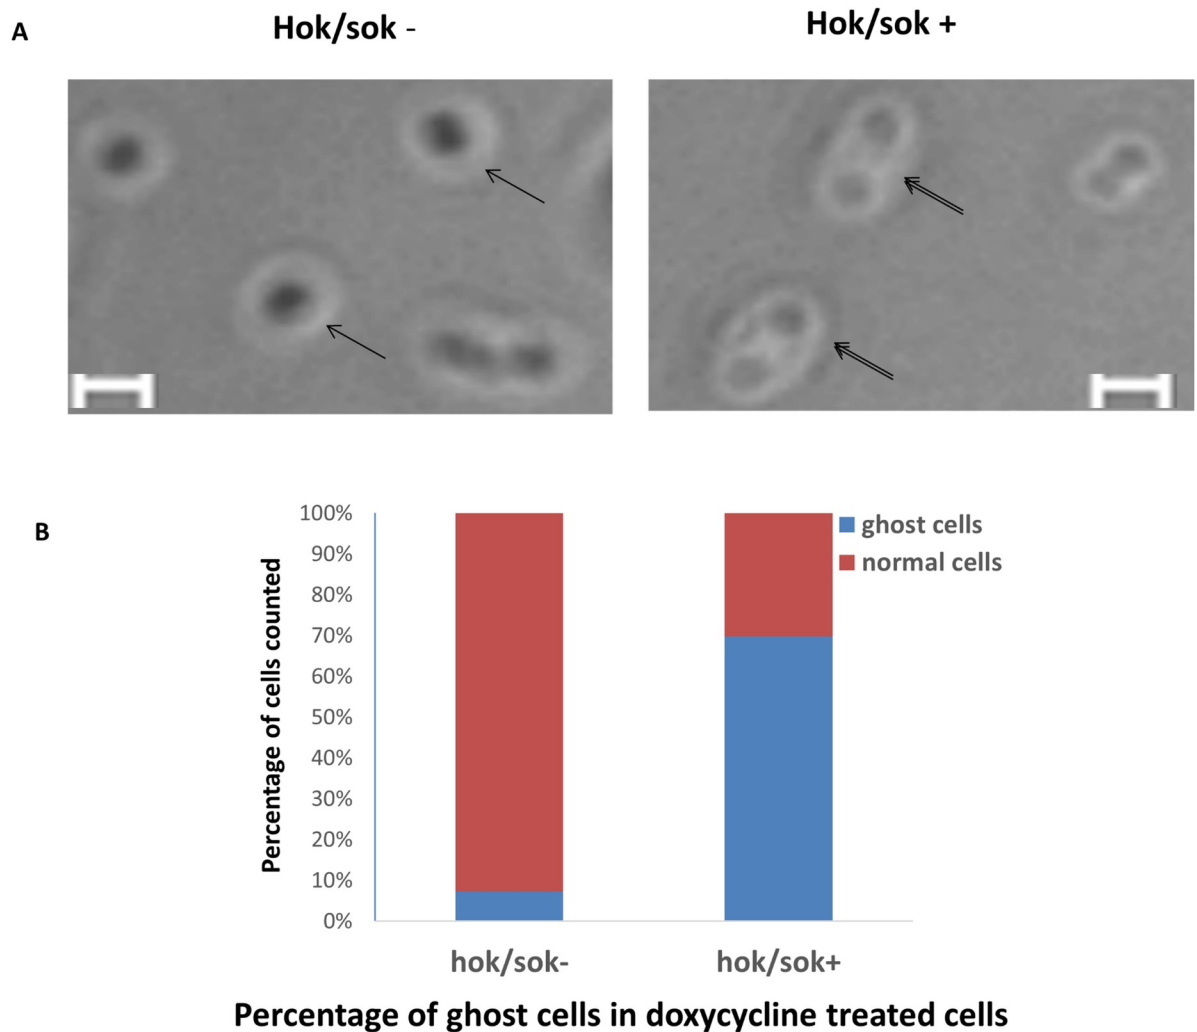 A
Hok/sok -
Hok/sok +
B
Percentage of cells counted
100%
90%
80%
70%
60%
50%
40%
30%
20%
10%
0%
ghost cells
normal cells
hok/sok-
hok/sok+
Percentage of ghost cells in doxycycline treated cells